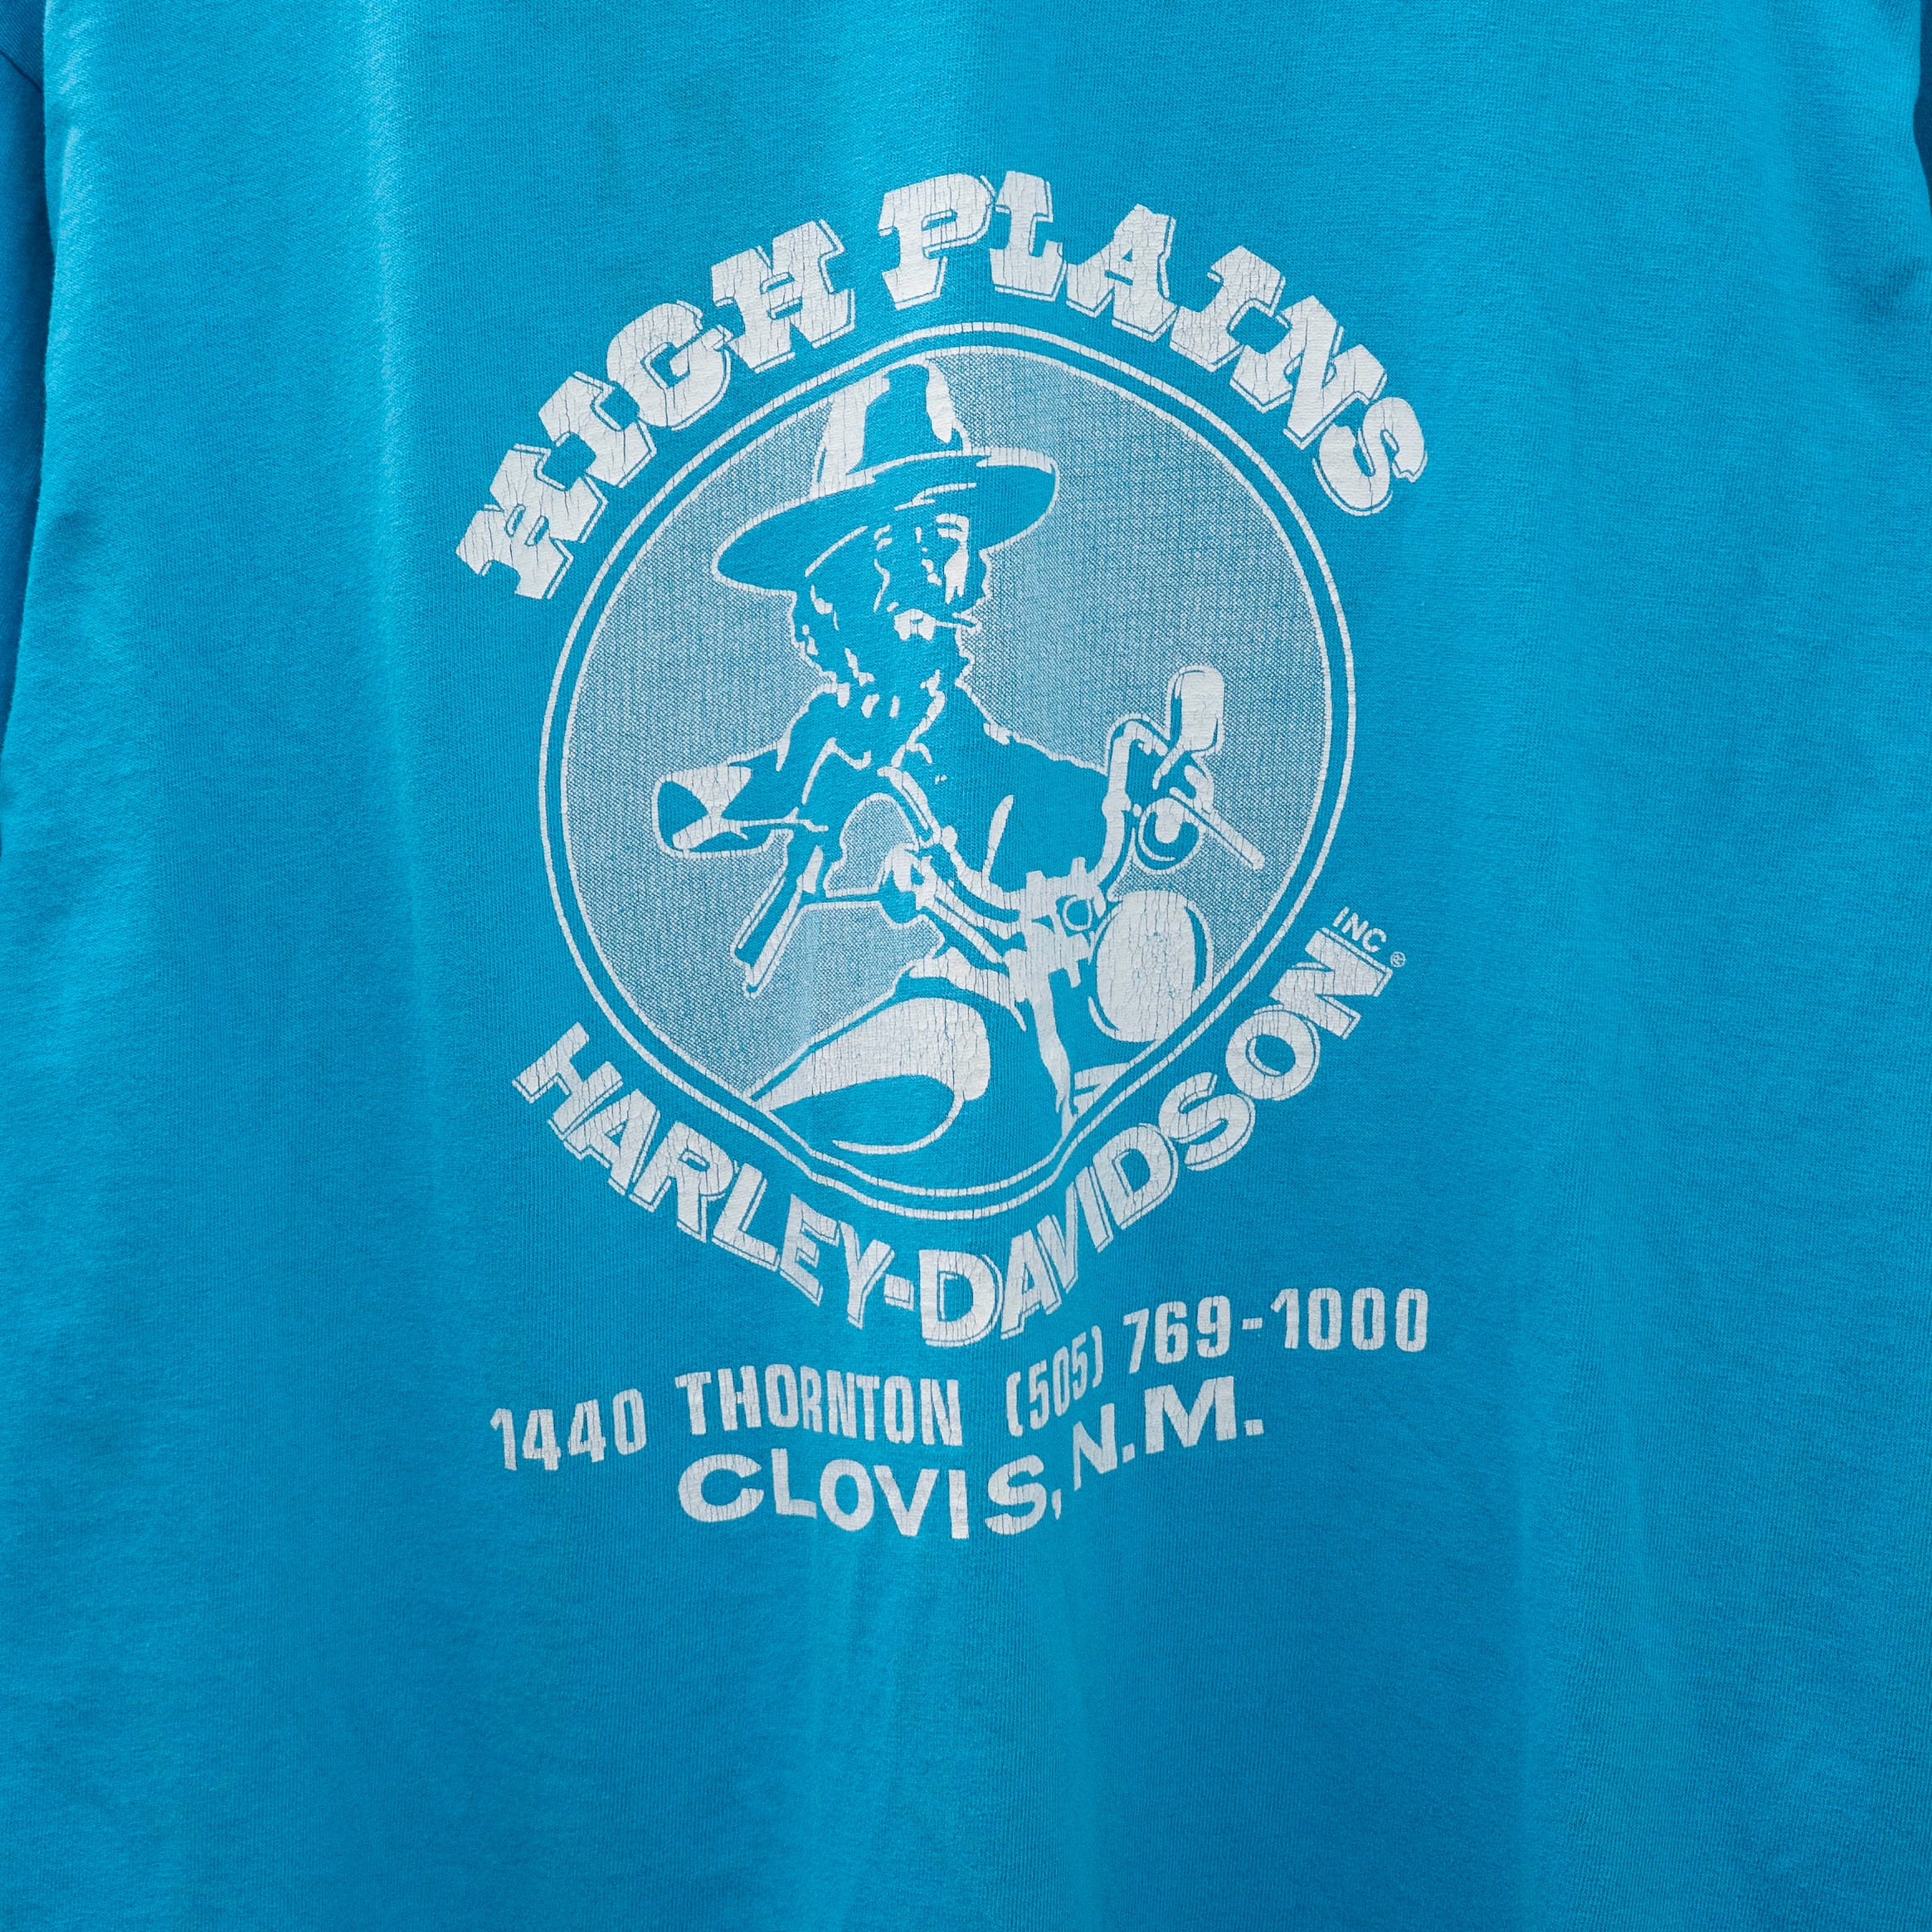 HIGH PLAINS
HARLEY-DAVIDSON INC.®
1440 THORNTON (505) 769-1000
CLOVIS, N.M.